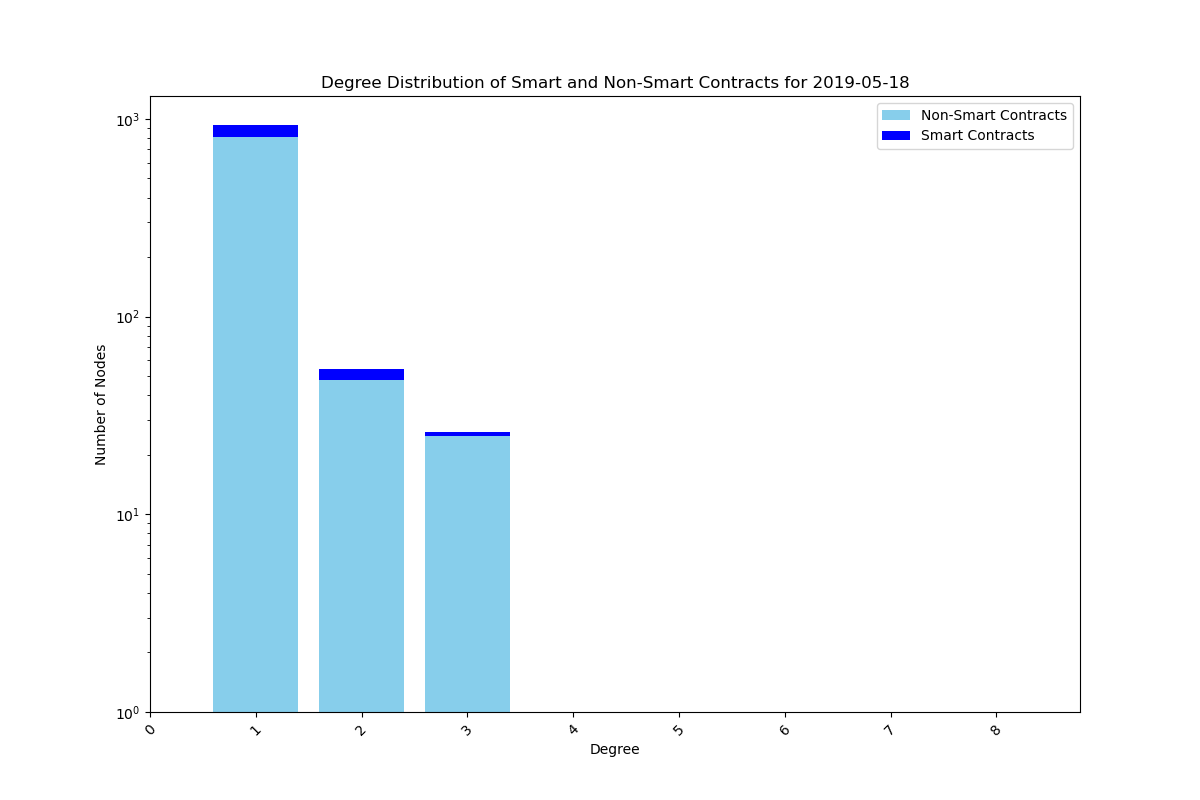 Degree Distribution of Smart and Non-Smart Contracts for 2019-05-18
Non-Smart Contracts
Smart Contracts
Number of Nodes
10³
10²
10¹
10⁰
0 1 2 3 4 5 6 7 8
Degree